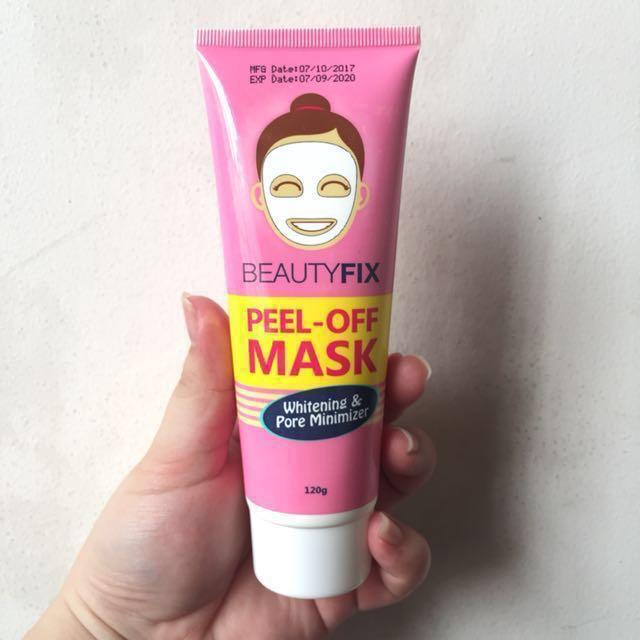 MFG Date:07/10/2017
EXP Date:07/09/2020
BEAUTYFIX
PEEL-OFF
MASK
Whitening &
Pore Minimizer
120g